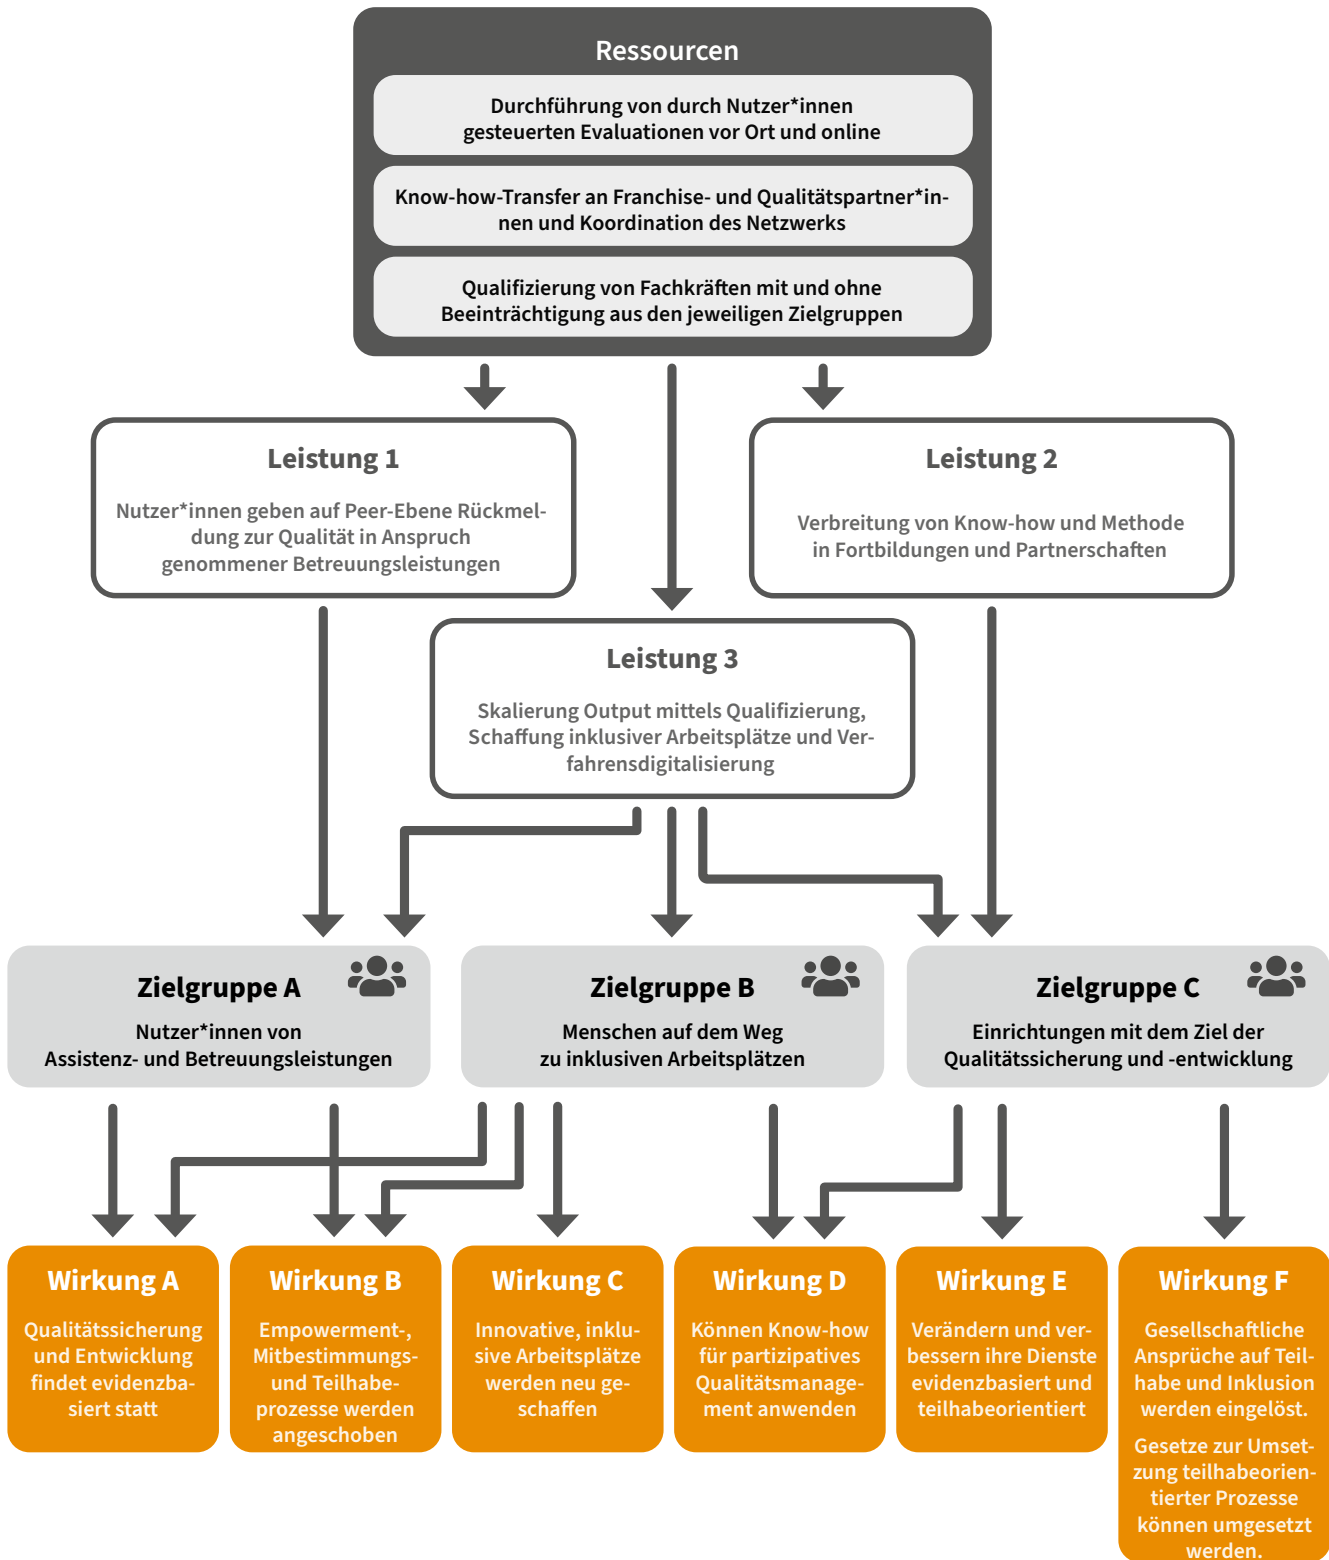 Ressourcen
Durchführung von durch Nutzer*innen
gesteuerten Evaluationen vor Ort und online
Know-how-Transfer an Franchise- und Qualitätspartner*in-
nen und Koordination des Netzwerks
Qualifizierung von Fachkräften mit und ohne
Beeinträchtigung aus den jeweiligen Zielgruppen
Leistung 1
Nutzer*innen geben auf Peer-Ebene Rückmel-
dung zur Qualität in Anspruch
genommener Betreuungsleistungen
Leistung 2
Verbreitung von Know-how und Methode
in Fortbildungen und Partnerschaften
Leistung 3
Skalierung Output mittels Qualifizierung,
Schaffung inklusiver Arbeitsplätze und Ver-
fahrensdigitalisierung
Zielgruppe A
Nutzer*innen von
Assistenz- und Betreuungsleistungen
Zielgruppe B
Menschen auf dem Weg
zu inklusiven Arbeitsplätzen
Zielgruppe C
Einrichtungen mit dem Ziel der
Qualitätssicherung und -entwicklung
Wirkung A
Qualitätssicherung
und Entwicklung
findet evidenzba-
siert statt
Wirkung B
Empowerment-,
Mitbestimmungs-
und Teilhabe-
prozesse werden
angeschoben
Wirkung C
Innovative, inklu-
sive Arbeitsplätze
werden neu ge-
schaffen
Wirkung D
Können Know-how
für partizipatives
Qualitätsmanage-
ment anwenden
Wirkung E
Verändern und ver-
bessern ihre Dienste
evidenzbasiert und
teilhabeorientiert
Wirkung F
Gesellschaftliche
Ansprüche auf Teil-
habe und Inklusion
werden eingelöst.
Gesetze zur Umset-
zung teilhabeorien-
tierter Prozesse
können umgesetzt
werden.